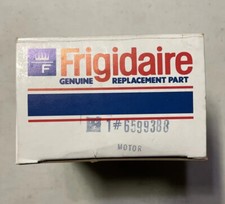 F
Frigidaire
GENUINE REPLACEMENT PART
1 # 6599388
MOTOR